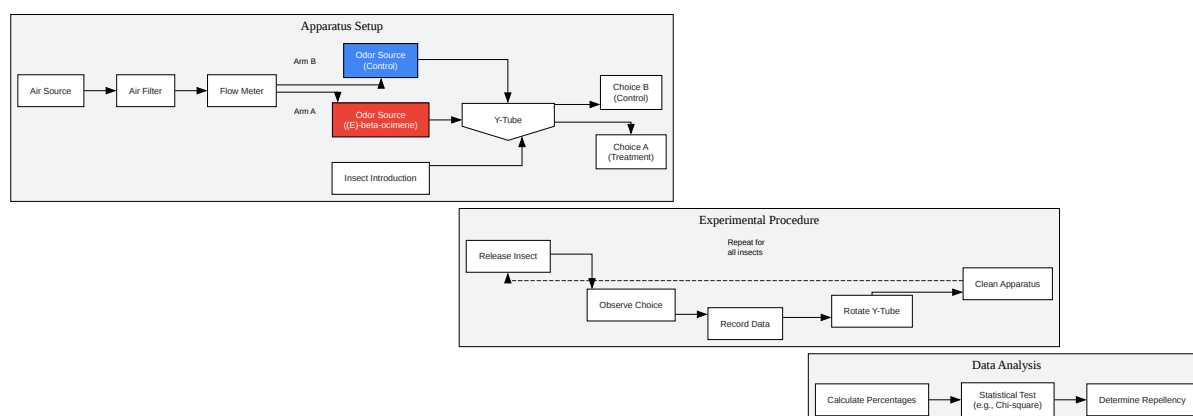 Apparatus Setup
Arm B
Odor Source
(Control)
Air Source
Air Filter
Flow Meter
Choice B
(Control)
Arm A
Odor Source
((E)-beta-ocimene)
Y-Tube
Choice A
(Treatment)
Insect Introduction
Experimental Procedure
Repeat for
all insects
Release Insect
Clean Apparatus
Observe Choice
Record Data
Rotate Y-Tube
Data Analysis
Calculate Percentages
Statistical Test
(e.g., Chi-square)
Determine Repellency